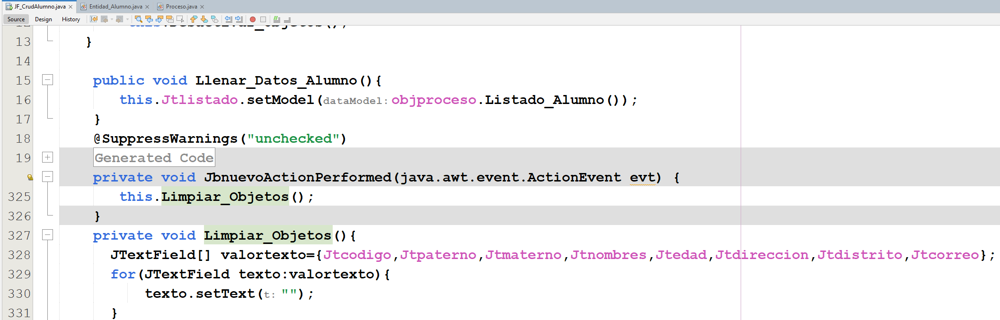 JF_CrudAlumno.java Entidad_Alumno.java Proceso.java
Source Design History
13 }
14
15 public void Llenar_Datos_Alumno(){
16 this.Jtlistado.setModel(dataModel: objproceso.Listado_Alumno());
17 }
18 @SuppressWarnings("unchecked")
19 Generated Code
private void JbnuevoActionPerformed(java.awt.event.ActionEvent evt) {
325 this.Limpiar_Objetos();
326 }
327 private void Limpiar_Objetos(){
328 JTextField[] valortexto={Jtcodigo,Jtpaterno,Jtmaterno,Jtnombres,Jtedad,Jtdireccion,Jtdistrito,Jtcorreo};
329 for(JTextField texto:valortexto){
330 texto.setText(t: "");
331 }